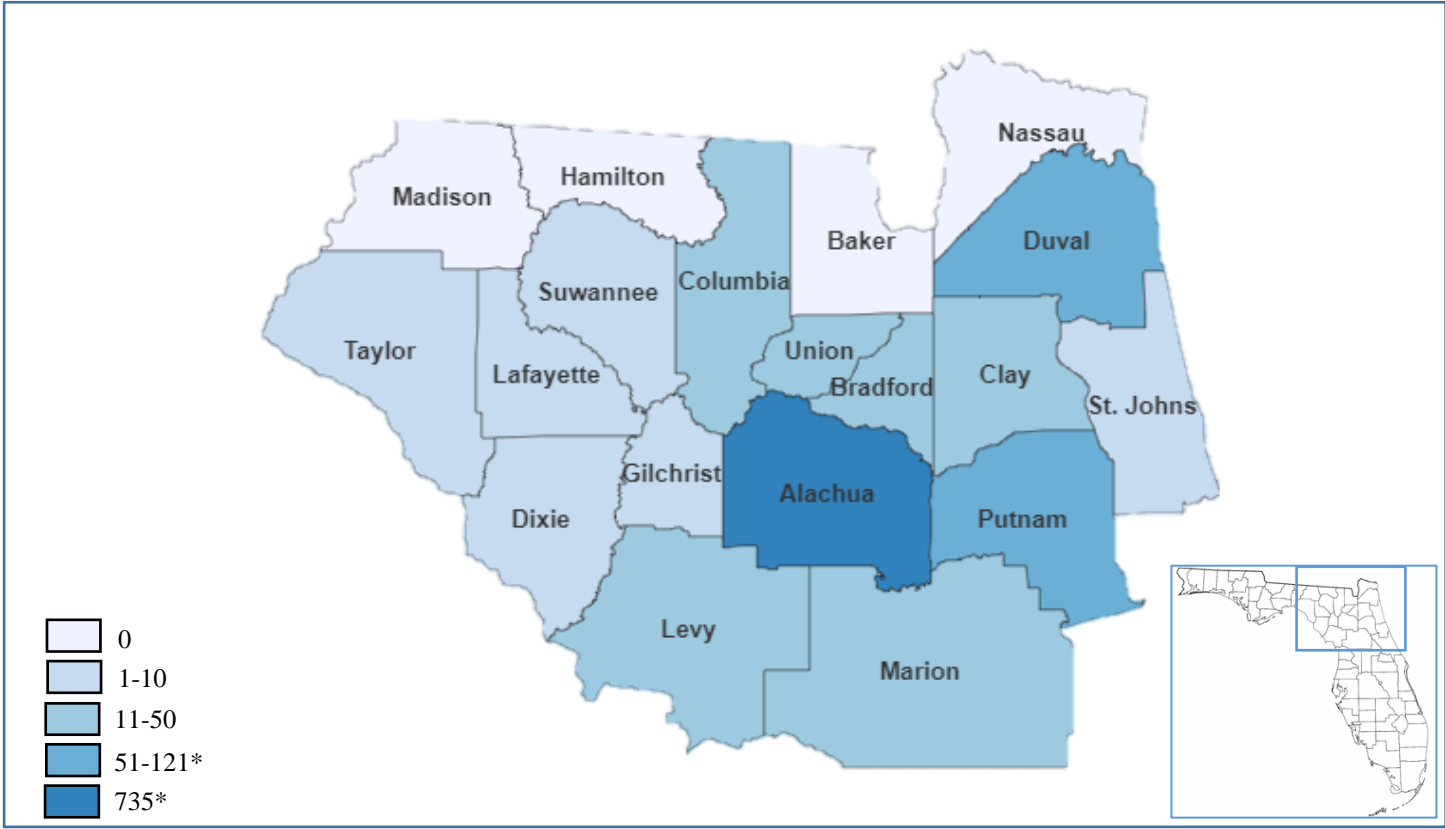 Nassau
Hamilton
Madison
Baker
Duval
Columbia
Suwannee
Taylor
Union
Lafayette
Clay
Bradford
St. Johns
Gilchrist
Alachua
Dixie
Putnam
Levy
Marion
0
1-10
11-50
51-121*
735*